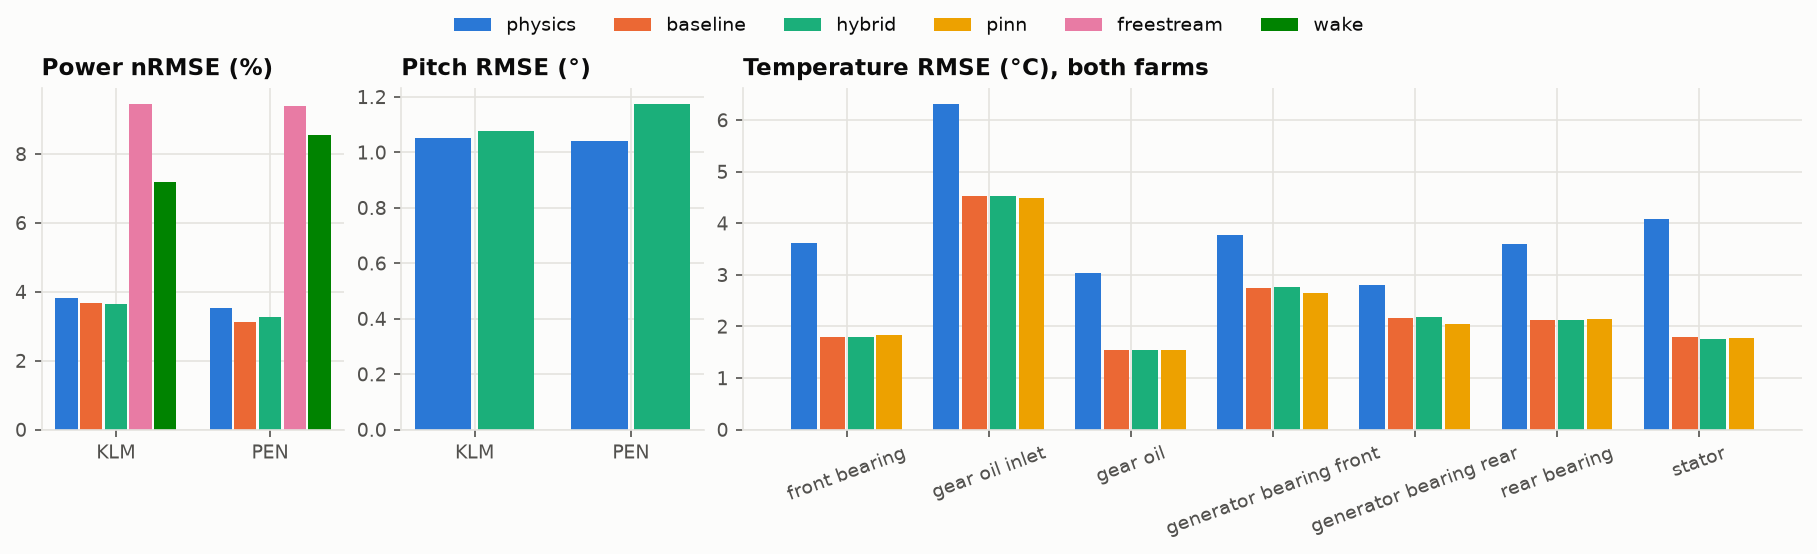 physics baseline hybrid pinn freestream wake
Power nRMSE (%)
8
6
4
2
0
KLM PEN
Pitch RMSE (°)
1.2
1.0
0.8
0.6
0.4
0.2
0.0
KLM PEN
Temperature RMSE (°C), both farms
6
5
4
3
2
1
0
front bearing
gear oil inlet
gear oil
generator bearing front
generator bearing rear
rear bearing
stator